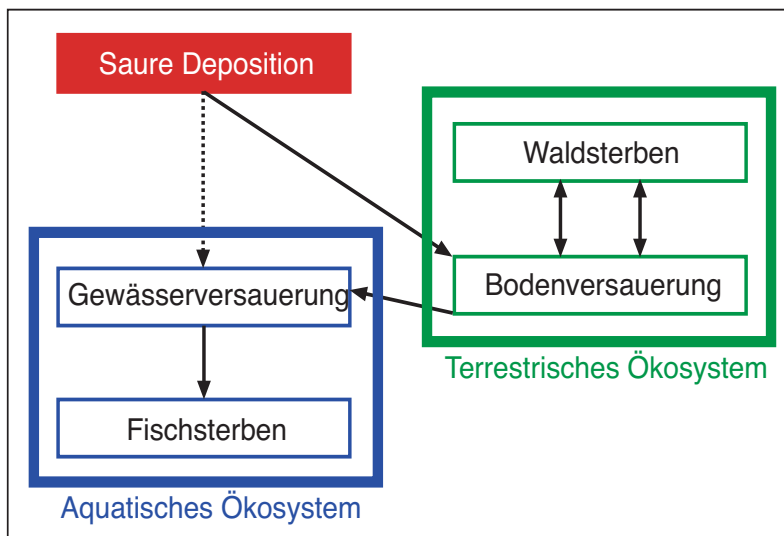 Saure Deposition
Waldsterben
Bodenversauerung
Terrestrisches Ökosystem
Gewässerversauerung
Fischsterben
Aquatisches Ökosystem